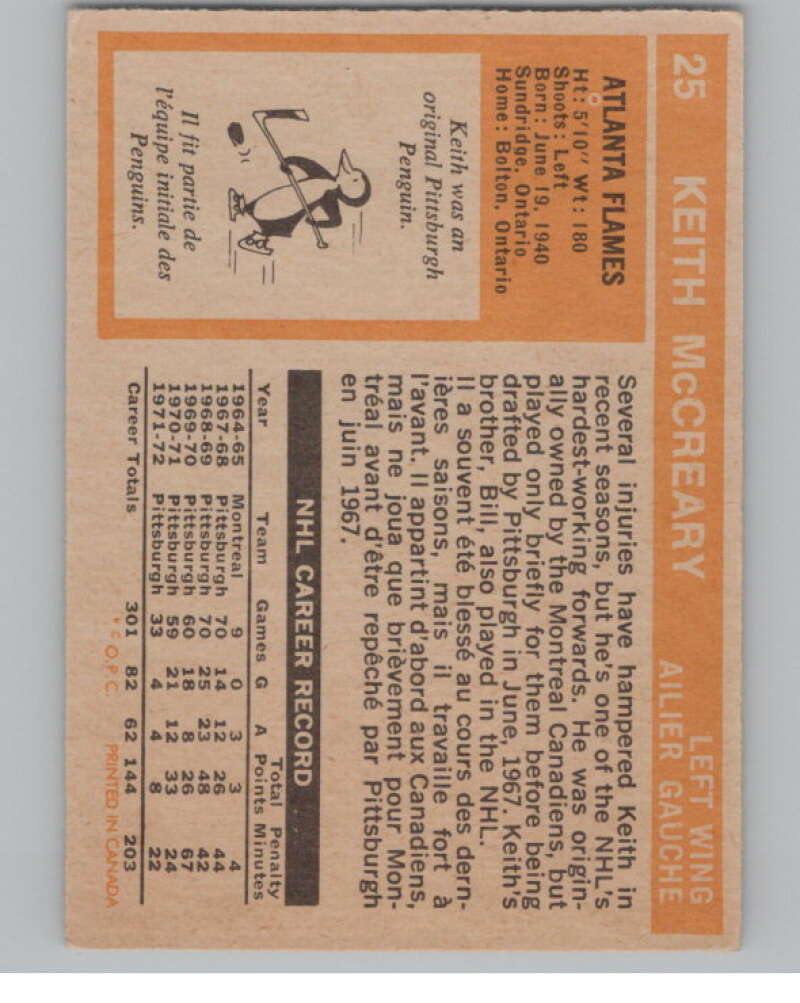 25 KEITH McCREARY LEFT WING
AILIER GAUCHE
ATLANTA FLAMES
Ht: 5'10" Wt: 180
Shoots: Left
Born: June 19, 1940
Sundridge, Ontario
Home: Bolton, Ontario
Keith was an
original Pittsburgh
Penguin.
Il fit partie de
l'équipe initiale des
Penguins.
Several injuries have hampered Keith in
recent seasons, but he's one of the NHL's
hardest-working forwards. He was origin-
ally owned by the Montreal Canadiens, but
played only briefly for them before being
drafted by Pittsburgh in June, 1967. Keith's
brother, Bill, also played in the NHL.
Il a souvent été blessé au cours des dern-
ières saisons, mais il travaille fort à
l'avant. Il appartint d'abord aux Canadiens,
mais ne joua que brièvement pour Mon-
tréal avant d'être repêché par Pittsburgh
en juin 1967.
NHL CAREER RECORD
Total Penalty
Year Team Games G A Points Minutes
1964-65 Montreal 9 0 3 3 4
1967-68 Pittsburgh 70 14 12 26 44
1968-69 Pittsburgh 70 25 23 48 42
1969-70 Pittsburgh 60 18 8 26 67
1970-71 Pittsburgh 59 21 12 33 24
1971-72 Pittsburgh 33 4 4 8 22
Career Totals 301 82 62 144 203
* © O.P.C. PRINTED IN CANADA